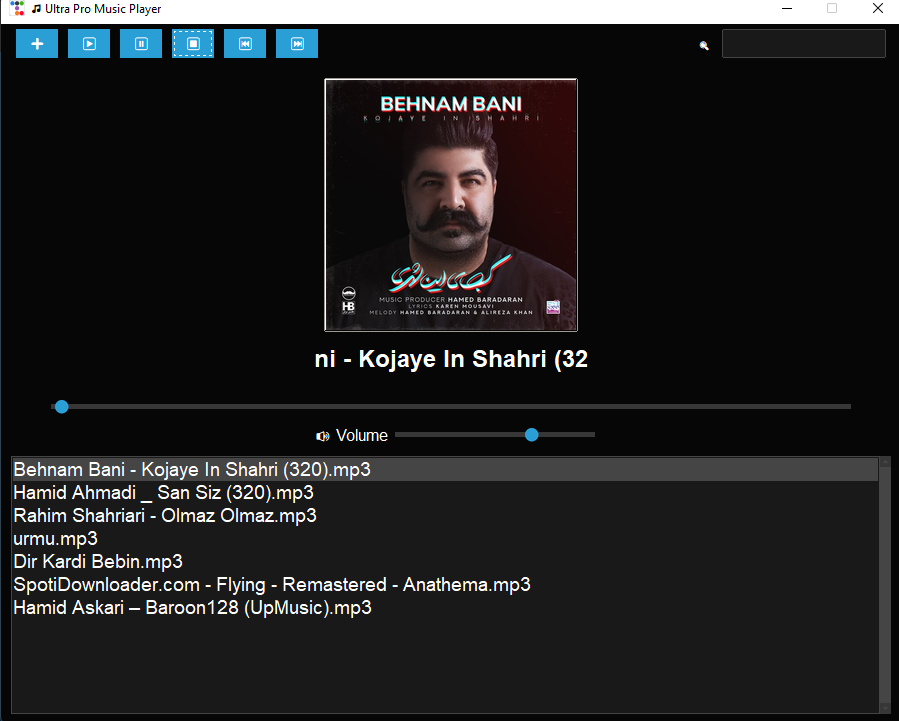 Ultra Pro Music Player
BEHNAM BANI
KOJAYE IN SHAHRI
کجای این شهری
MUSIC PRODUCER HAMED BARADARAN
LYRICS KAREN MOUSAVI
MELODY HAMED BARADARAN & ALIREZA KHAN
HB
ni - Kojaye In Shahri (32
Volume
Behnam Bani - Kojaye In Shahri (320).mp3
Hamid Ahmadi _ San Siz (320).mp3
Rahim Shahriari - Olmaz Olmaz.mp3
urmu.mp3
Dir Kardi Bebin.mp3
SpotiDownloader.com - Flying - Remastered - Anathema.mp3
Hamid Askari – Baroon128 (UpMusic).mp3